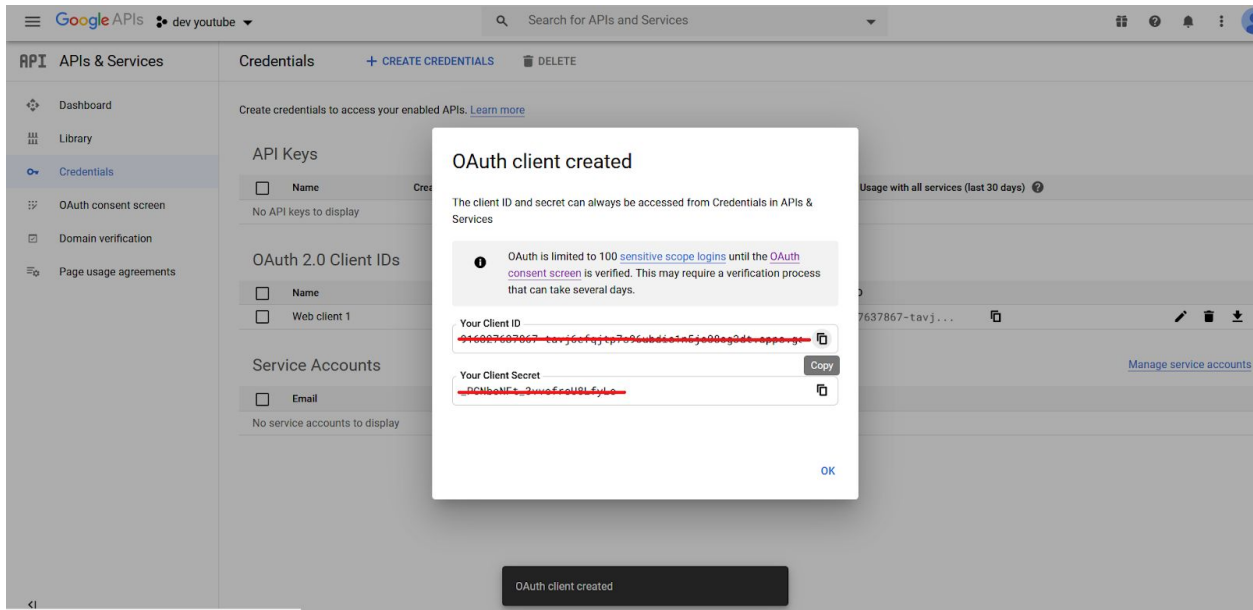 Google APIs
dev youtube
Search for APIs and Services
API APIs & Services
Credentials
CREATE CREDENTIALS
DELETE
Dashboard
Library
Credentials
OAuth consent screen
Domain verification
Page usage agreements
Create credentials to access your enabled APIs. Learn more
API Keys
Name
Crea
Usage with all services (last 30 days)
No API keys to display
OAuth 2.0 Client IDs
Name
Web client 1
7637867-tavj...
Service Accounts
Manage service accounts
Email
No service accounts to display
OAuth client created
The client ID and secret can always be accessed from Credentials in APIs &
Services
OAuth is limited to 100 sensitive scope logins until the OAuth
consent screen is verified. This may require a verification process
that can take several days.
Your Client ID
Copy
Your Client Secret
OK
OAuth client created